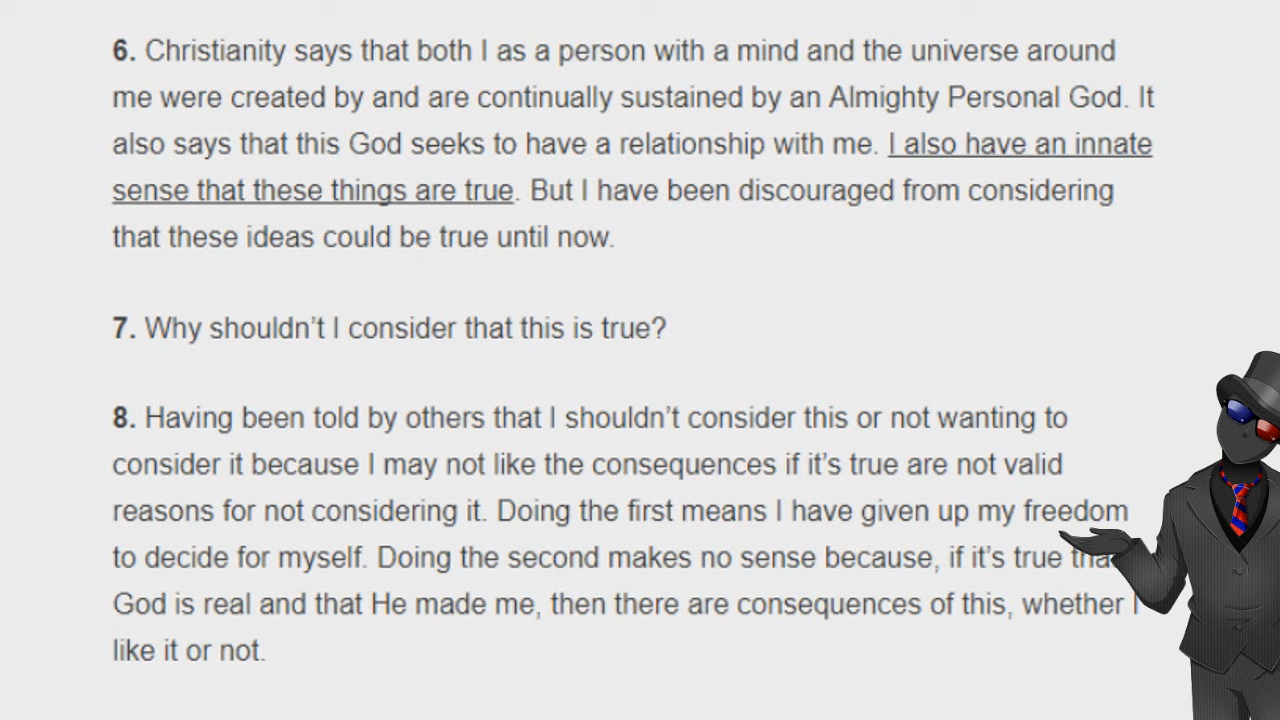 6. Christianity says that both I as a person with a mind and the universe around
me were created by and are continually sustained by an Almighty Personal God. It
also says that this God seeks to have a relationship with me. I also have an innate
sense that these things are true. But I have been discouraged from considering
that these ideas could be true until now.
7. Why shouldn't I consider that this is true?
8. Having been told by others that I shouldn't consider this or not wanting to
consider it because I may not like the consequences if it's true are not valid
reasons for not considering it. Doing the first means I have given up my freedom
to decide for myself. Doing the second makes no sense because, if it's true that
God is real and that He made me, then there are consequences of this, whether I
like it or not.